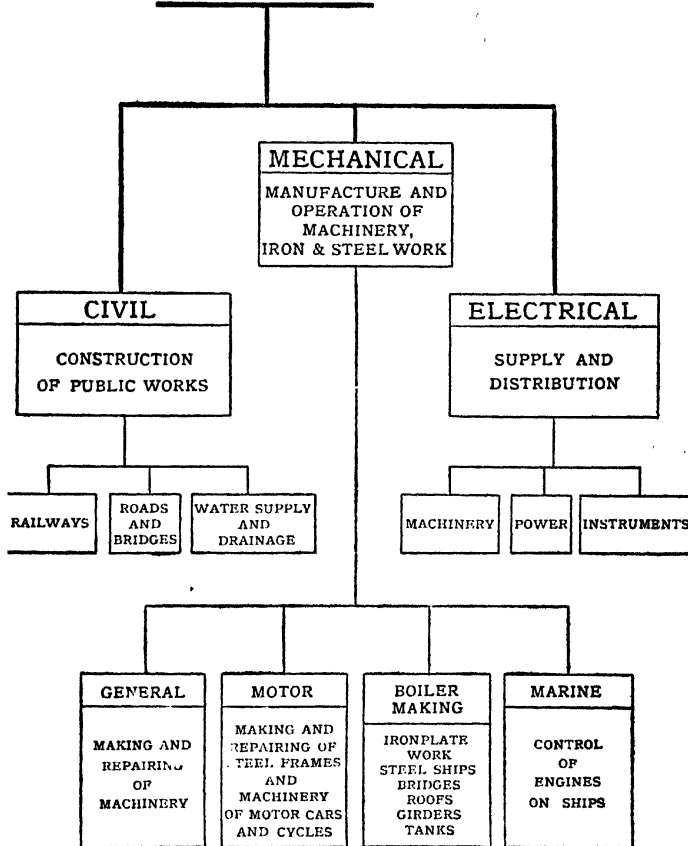 MECHANICAL
MANUFACTURE AND
OPERATION OF
MACHINERY,
IRON & STEEL WORK
CIVIL
CONSTRUCTION
OF PUBLIC WORKS
ELECTRICAL
SUPPLY AND
DISTRIBUTION
RAILWAYS
ROADS
AND
BRIDGES
WATER SUPPLY
AND
DRAINAGE
MACHINERY
POWER
INSTRUMENTS
GENERAL
MAKING AND
REPAIRING
OF
MACHINERY
MOTOR
MAKING AND
REPAIRING OF
STEEL FRAMES
AND
MACHINERY
OF MOTOR CARS
AND CYCLES
BOILER
MAKING
IRONPLATE
WORK
STEEL SHIPS
BRIDGES
ROOFS
GIRDERS
TANKS
MARINE
CONTROL
OF
ENGINES
ON SHIPS